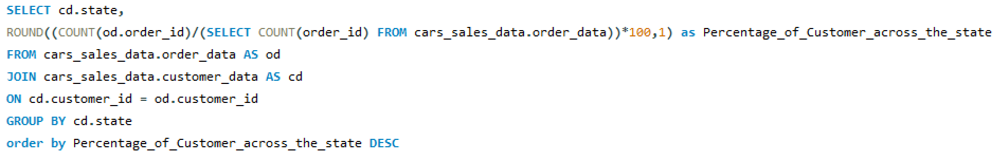 SELECT cd.state,
ROUND((COUNT(od.order_id)/(SELECT COUNT(order_id) FROM cars_sales_data.order_data))*100,1) as Percentage_of_Customer_across_the_state
FROM cars_sales_data.order_data AS od
JOIN cars_sales_data.customer_data AS cd
ON cd.customer_id = od.customer_id
GROUP BY cd.state
order by Percentage_of_Customer_across_the_state DESC